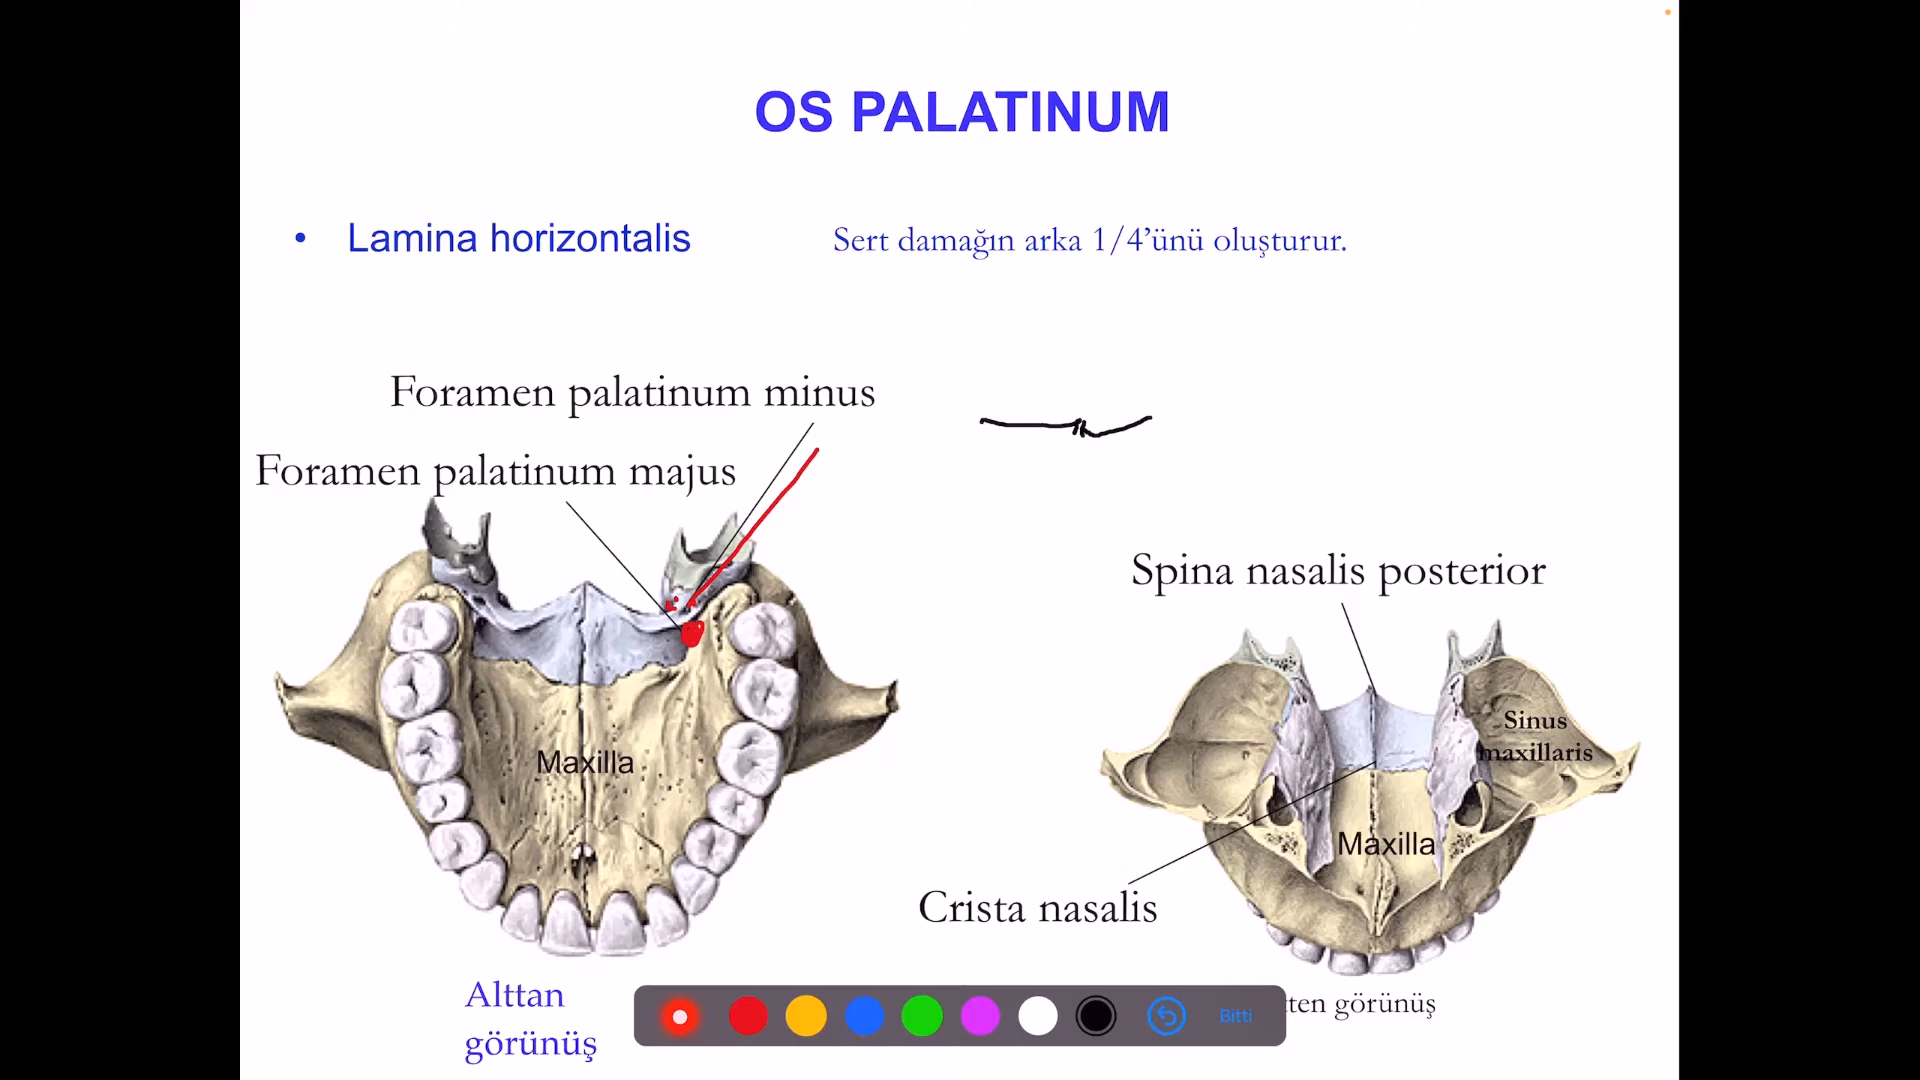 OS PALATINUM
• Lamina horizontalis
Sert damağın arka 1/4’ünü oluşturur.
Foramen palatinum minus
Foramen palatinum majus
Spina nasalis posterior
Sinus
maxillaris
Maxilla
Maxilla
Crista nasalis
Alttan
görünüş
görünüş
Bitti